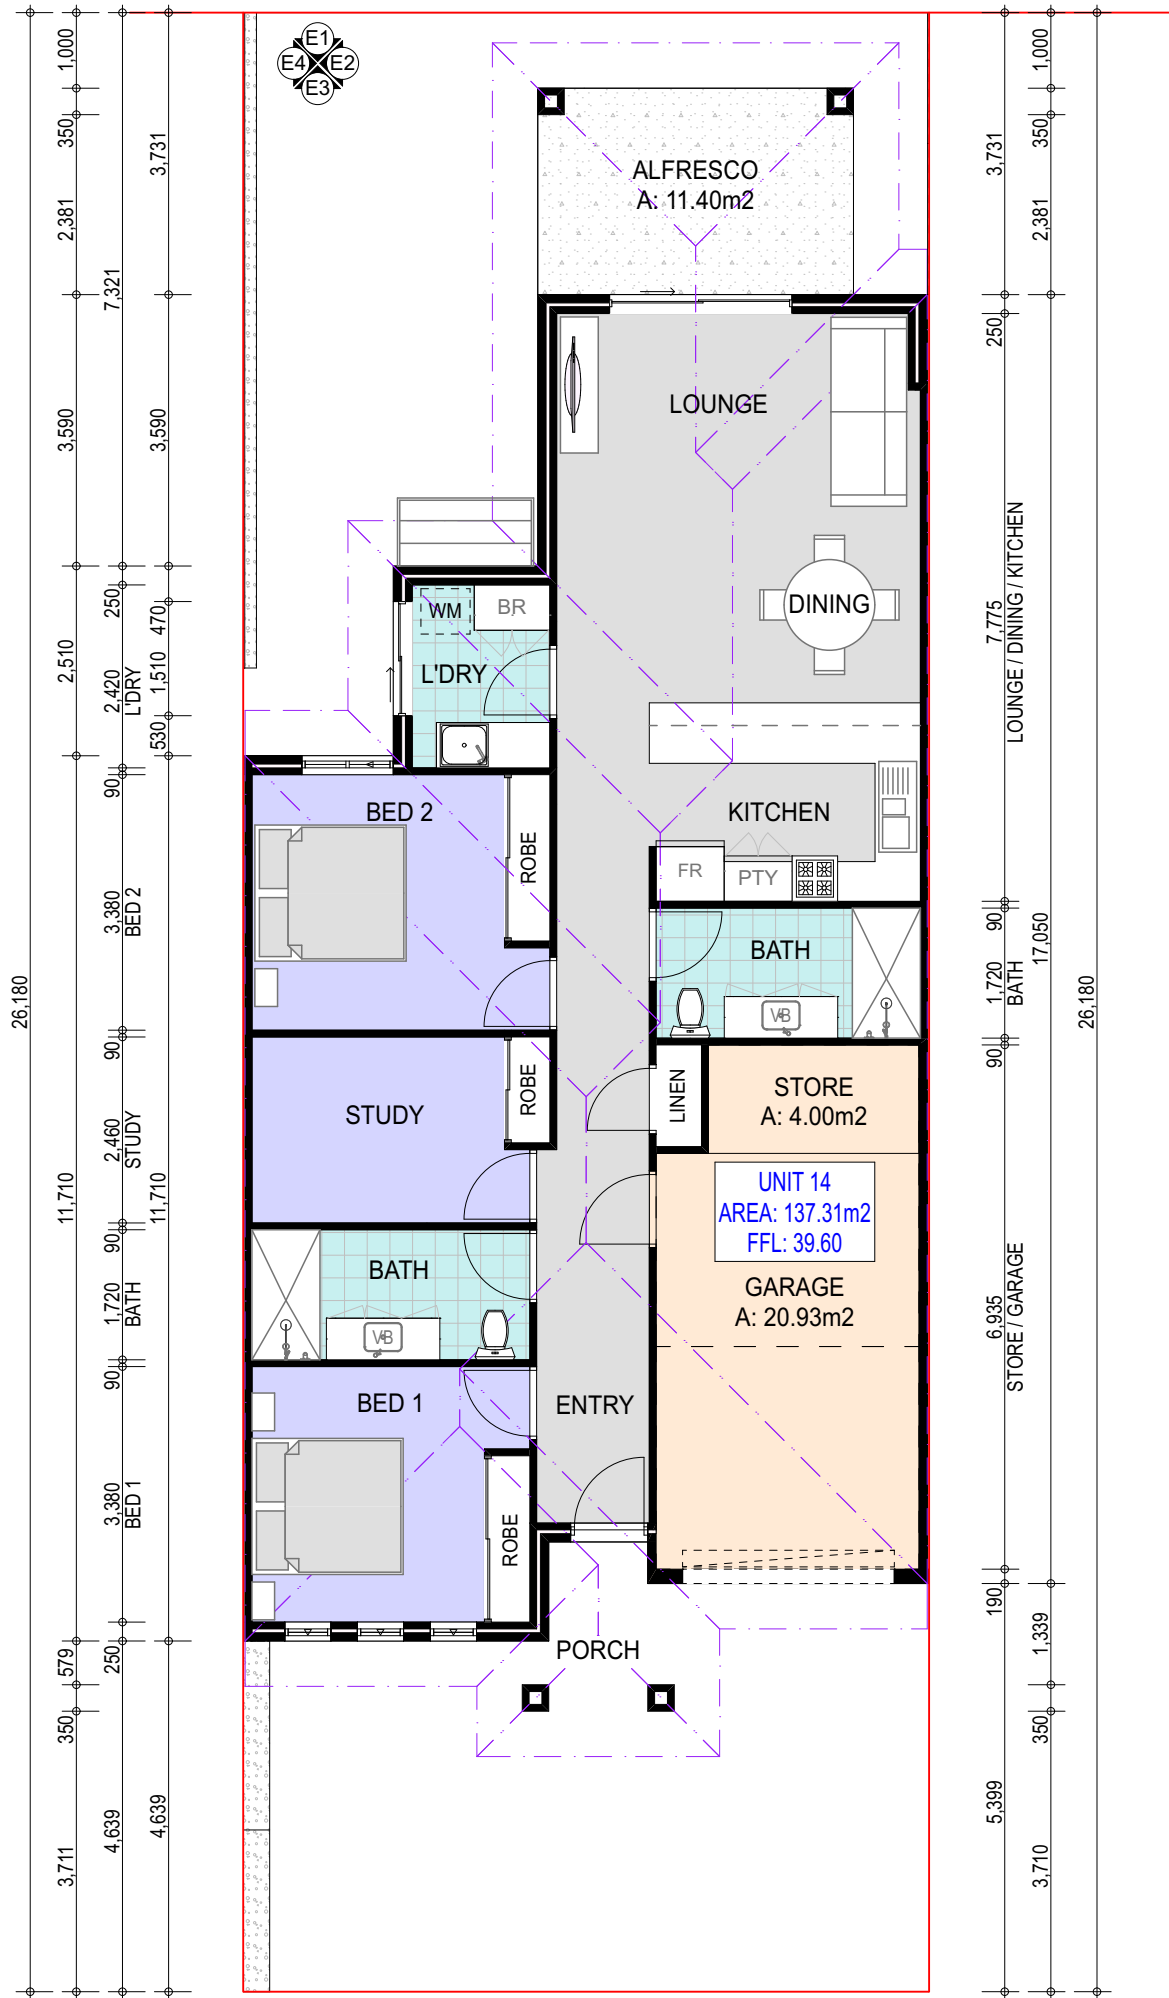 E1
E4
E2
E3
ALFRESCO
A: 11.40m2
LOUNGE
DINING
WM
BR
L'DRY
BED 2
ROBE
KITCHEN
FR
PTY
BATH
VB
STUDY
ROBE
LINEN
STORE
A: 4.00m2
UNIT 14
AREA: 137.31m2
FFL: 39.60
GARAGE
A: 20.93m2
BATH
VB
BED 1
ENTRY
ROBE
PORCH
26,180
1,000
350
2,381
3,590
2,510
11,710
579
350
3,711
7,321
250
2,420
L'DRY
90
3,380
BED 2
90
2,460
STUDY
90
1,720
BATH
90
3,380
BED 1
250
4,639
3,731
3,590
470
1,510
530
11,710
4,639
3,731
250
7,775
LOUNGE / DINING / KITCHEN
90
1,720
BATH
90
6,935
STORE / GARAGE
190
5,399
1,000
350
2,381
17,050
1,339
350
3,710
26,180